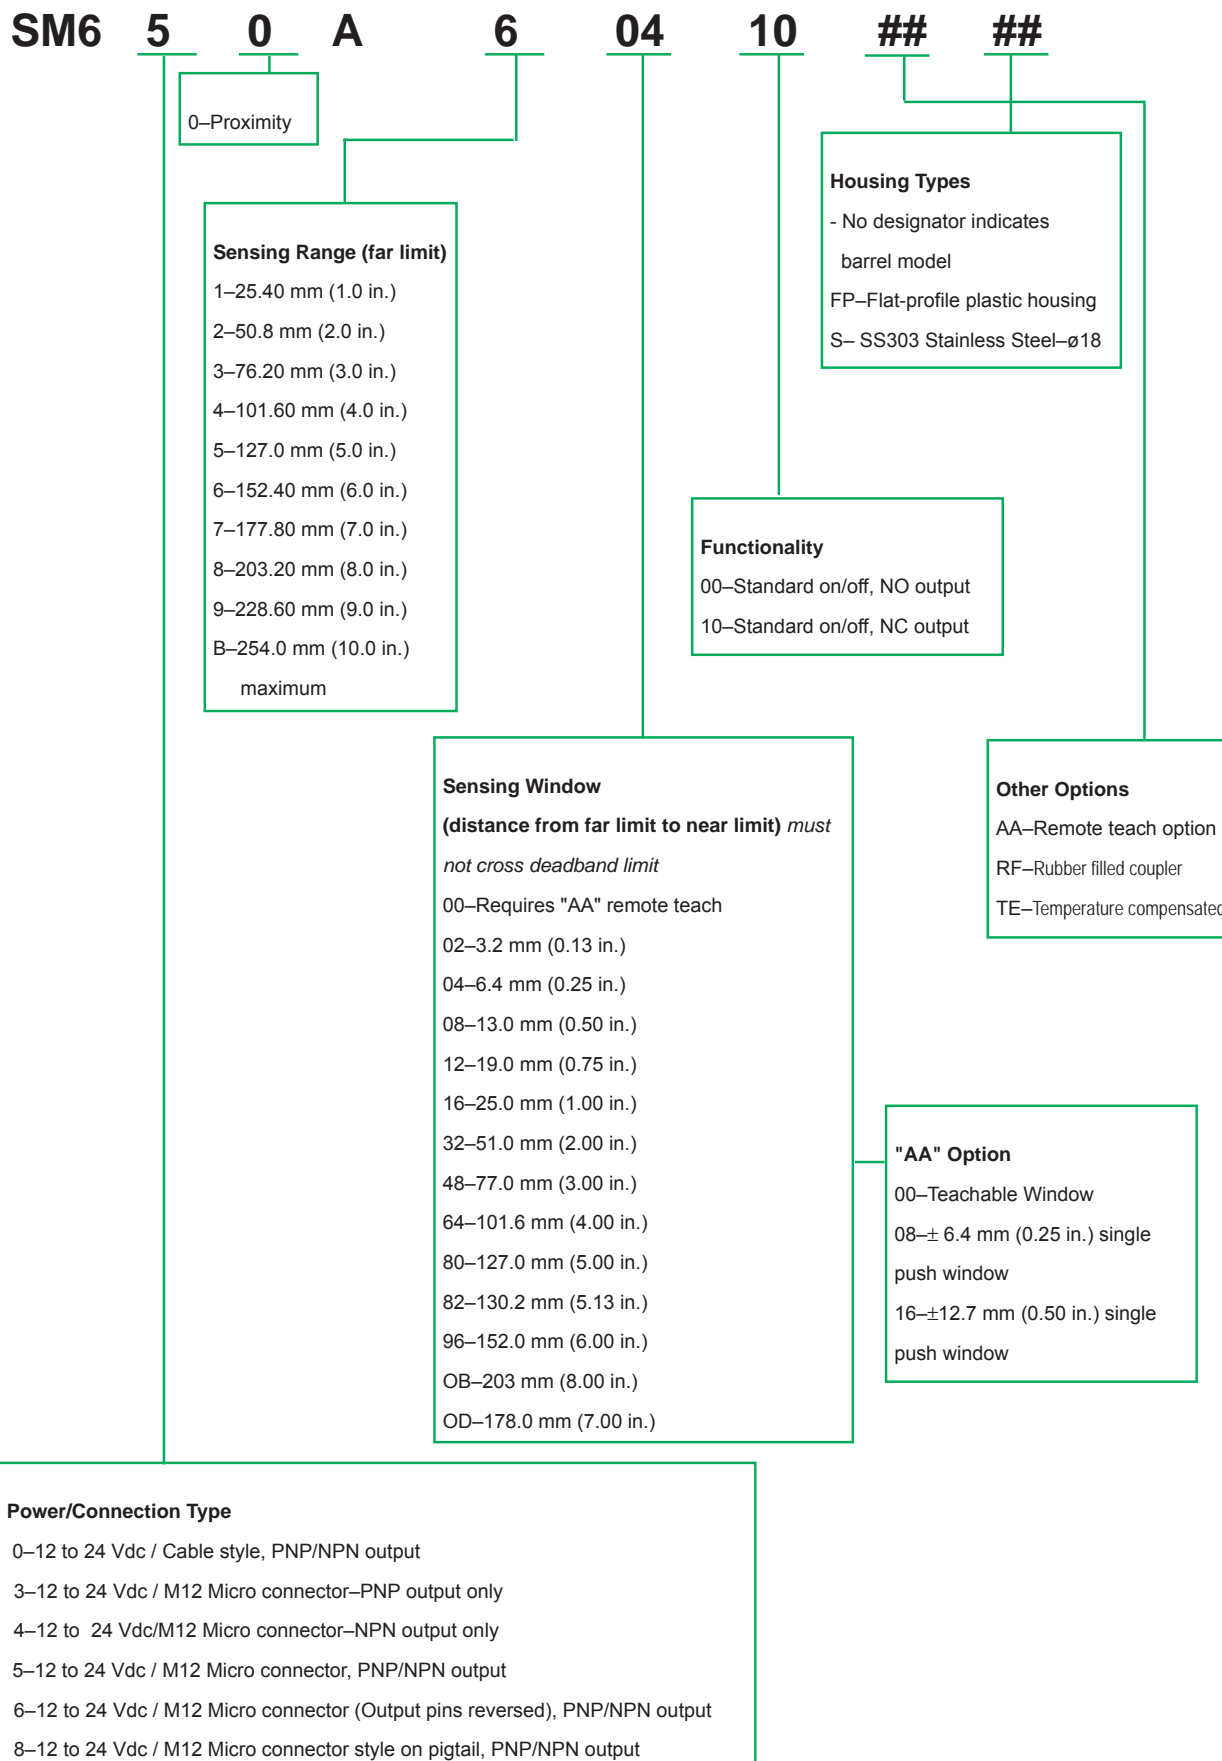 SM6 5 0 A 6 04 10 ## ##
0–Proximity
Housing Types
- No designator indicates
barrel model
FP–Flat-profile plastic housing
S– SS303 Stainless Steel–ø18
Sensing Range (far limit)
1–25.40 mm (1.0 in.)
2–50.8 mm (2.0 in.)
3–76.20 mm (3.0 in.)
4–101.60 mm (4.0 in.)
5–127.0 mm (5.0 in.)
6–152.40 mm (6.0 in.)
7–177.80 mm (7.0 in.)
8–203.20 mm (8.0 in.)
9–228.60 mm (9.0 in.)
B–254.0 mm (10.0 in.)
maximum
Functionality
00–Standard on/off, NO output
10–Standard on/off, NC output
Sensing Window
(distance from far limit to near limit) must
not cross deadband limit
00–Requires "AA" remote teach
02–3.2 mm (0.13 in.)
04–6.4 mm (0.25 in.)
08–13.0 mm (0.50 in.)
12–19.0 mm (0.75 in.)
16–25.0 mm (1.00 in.)
32–51.0 mm (2.00 in.)
48–77.0 mm (3.00 in.)
64–101.6 mm (4.00 in.)
80–127.0 mm (5.00 in.)
82–130.2 mm (5.13 in.)
96–152.0 mm (6.00 in.)
OB–203 mm (8.00 in.)
OD–178.0 mm (7.00 in.)
Other Options
AA–Remote teach option
RF–Rubber filled coupler
TE–Temperature compensated
"AA" Option
00–Teachable Window
08–± 6.4 mm (0.25 in.) single
push window
16–±12.7 mm (0.50 in.) single
push window
Power/Connection Type
0–12 to 24 Vdc / Cable style, PNP/NPN output
3–12 to 24 Vdc / M12 Micro connector–PNP output only
4–12 to 24 Vdc/M12 Micro connector–NPN output only
5–12 to 24 Vdc / M12 Micro connector, PNP/NPN output
6–12 to 24 Vdc / M12 Micro connector (Output pins reversed), PNP/NPN output
8–12 to 24 Vdc / M12 Micro connector style on pigtail, PNP/NPN output